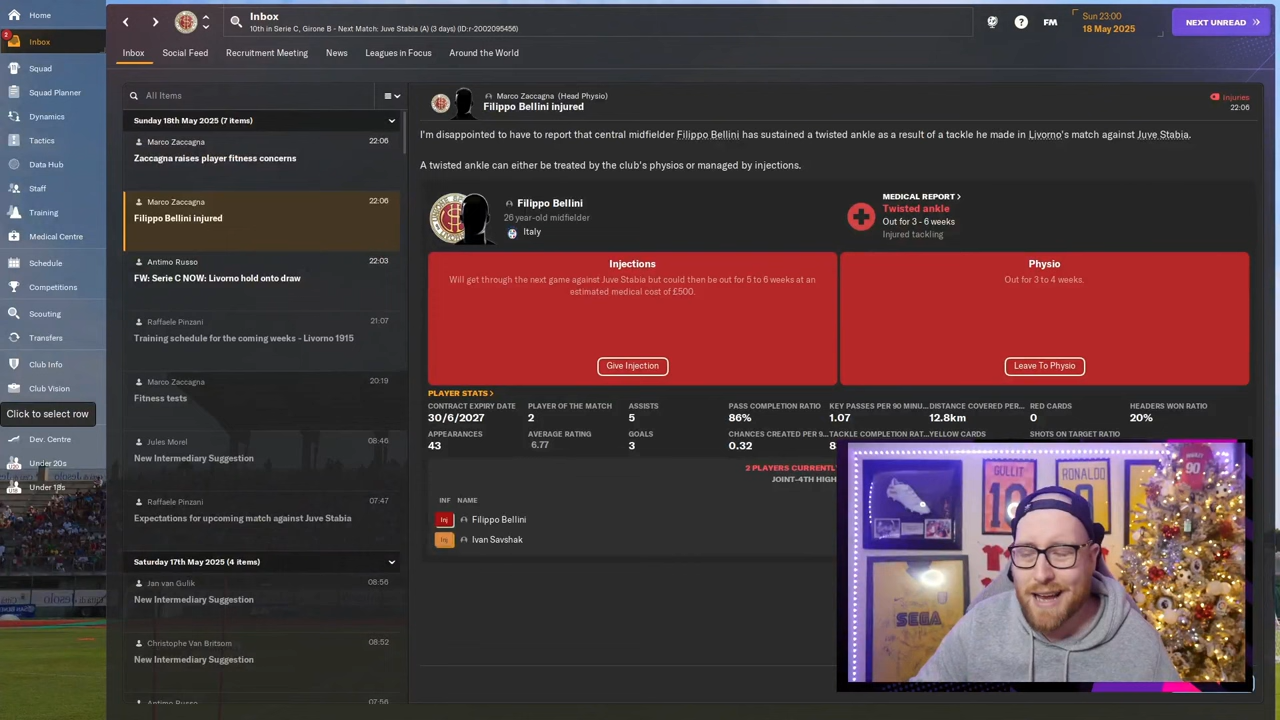 Home
2
Inbox
Squad
Squad Planner
Dynamics
Tactics
Data Hub
Staff
Training
Medical Centre
Schedule
Competitions
Scouting
Transfers
Club Info
Club Vision
Click to select row
Dev. Centre
Under 20s
Under 18s
Inbox
10th in Serie C, Girone B - Next Match: Juve Stabia (A) (3 days) (ID:r-2002095456)
FM
Sun 23:00
18 May 2025
NEXT UNREAD
Inbox
Social Feed
Recruitment Meeting
News
Leagues in Focus
Around the World
All Items
Sunday 18th May 2025 (7 items)
Marco Zaccagna 22:06
Zaccagna raises player fitness concerns
Marco Zaccagna 22:06
Filippo Bellini injured
Antimo Russo 22:03
FW: Serie C NOW: Livorno hold onto draw
Raffaele Pinzani 21:07
Training schedule for the coming weeks - Livorno 1915
Marco Zaccagna 20:19
Fitness tests
Jules Morel 08:46
New Intermediary Suggestion
Raffaele Pinzani 07:47
Expectations for upcoming match against Juve Stabia
Saturday 17th May 2025 (4 items)
Jan van Gulik 08:56
New Intermediary Suggestion
Christophe Van Britsom 08:52
New Intermediary Suggestion
Antimo Russo 07:56
Marco Zaccagna (Head Physio)
Filippo Bellini injured
Injuries
22:06
I'm disappointed to have to report that central midfielder Filippo Bellini has sustained a twisted ankle as a result of a tackle he made in Livorno's match against Juve Stabia.
A twisted ankle can either be treated by the club's physios or managed by injections.
Filippo Bellini
26 year-old midfielder
Italy
MEDICAL REPORT
Twisted ankle
Out for 3 - 6 weeks
Injured tackling
Injections
Will get through the next game against Juve Stabia but could then be out for 5 to 6 weeks at an
estimated medical cost of £500.
Give Injection
Physio
Out for 3 to 4 weeks.
Leave To Physio
PLAYER STATS
CONTRACT EXPIRY DATE PLAYER OF THE MATCH ASSISTS PASS COMPLETION RATIO KEY PASSES PER 90 MINU... DISTANCE COVERED PER... RED CARDS HEADERS WON RATIO
30/6/2027 2 5 86% 1.07 12.8km 0 20%
APPEARANCES AVERAGE RATING GOALS CHANCES CREATED PER 9... TACKLE COMPLETION RAT... YELLOW CARDS SHOTS ON TARGET RATIO
43 6.77 3 0.32 8
2 PLAYERS CURRENTL
JOINT-4TH HIGH
INF NAME
Inj Filippo Bellini
Inj Ivan Savshak
GULLIT
10
RONALDO
90
SEGA